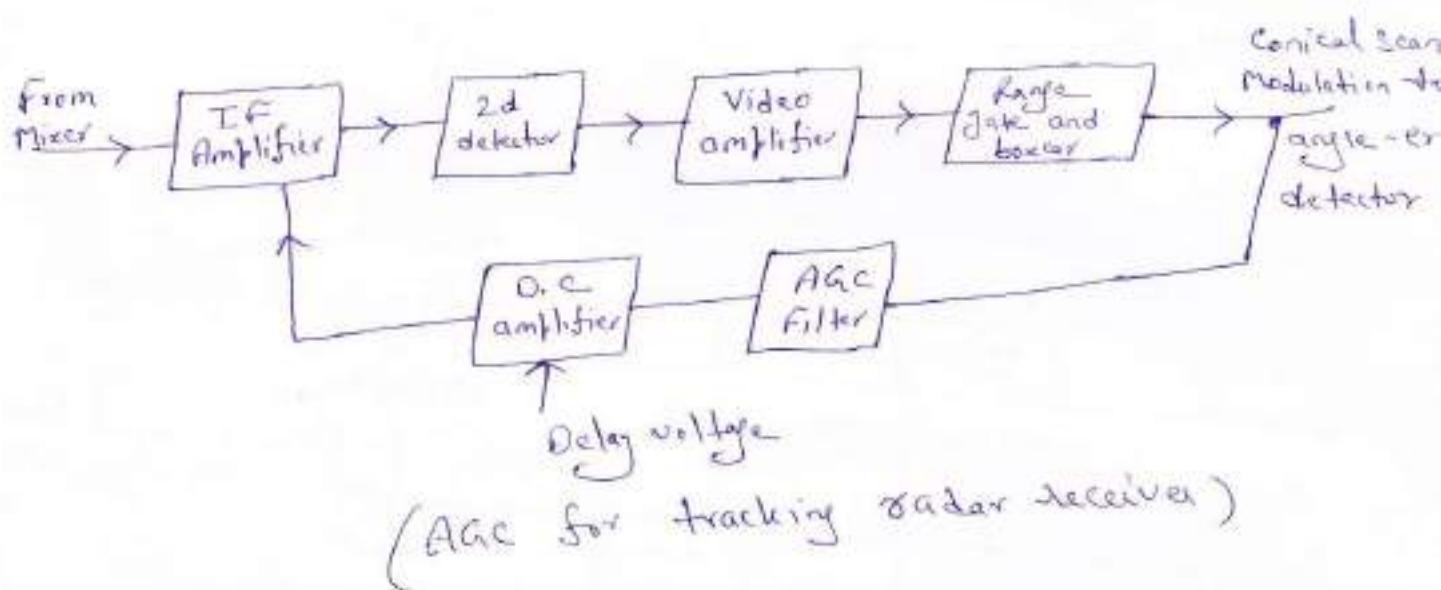 From
Mixer
IF
Amplifier
2d
detector
Video
amplifier
Range
gate and
boxcar
Conical Scan
Modulation to
angle-er
detector
D.C
amplifier
AGC
Filter
Delay voltage
(AGC for tracking radar receiver)